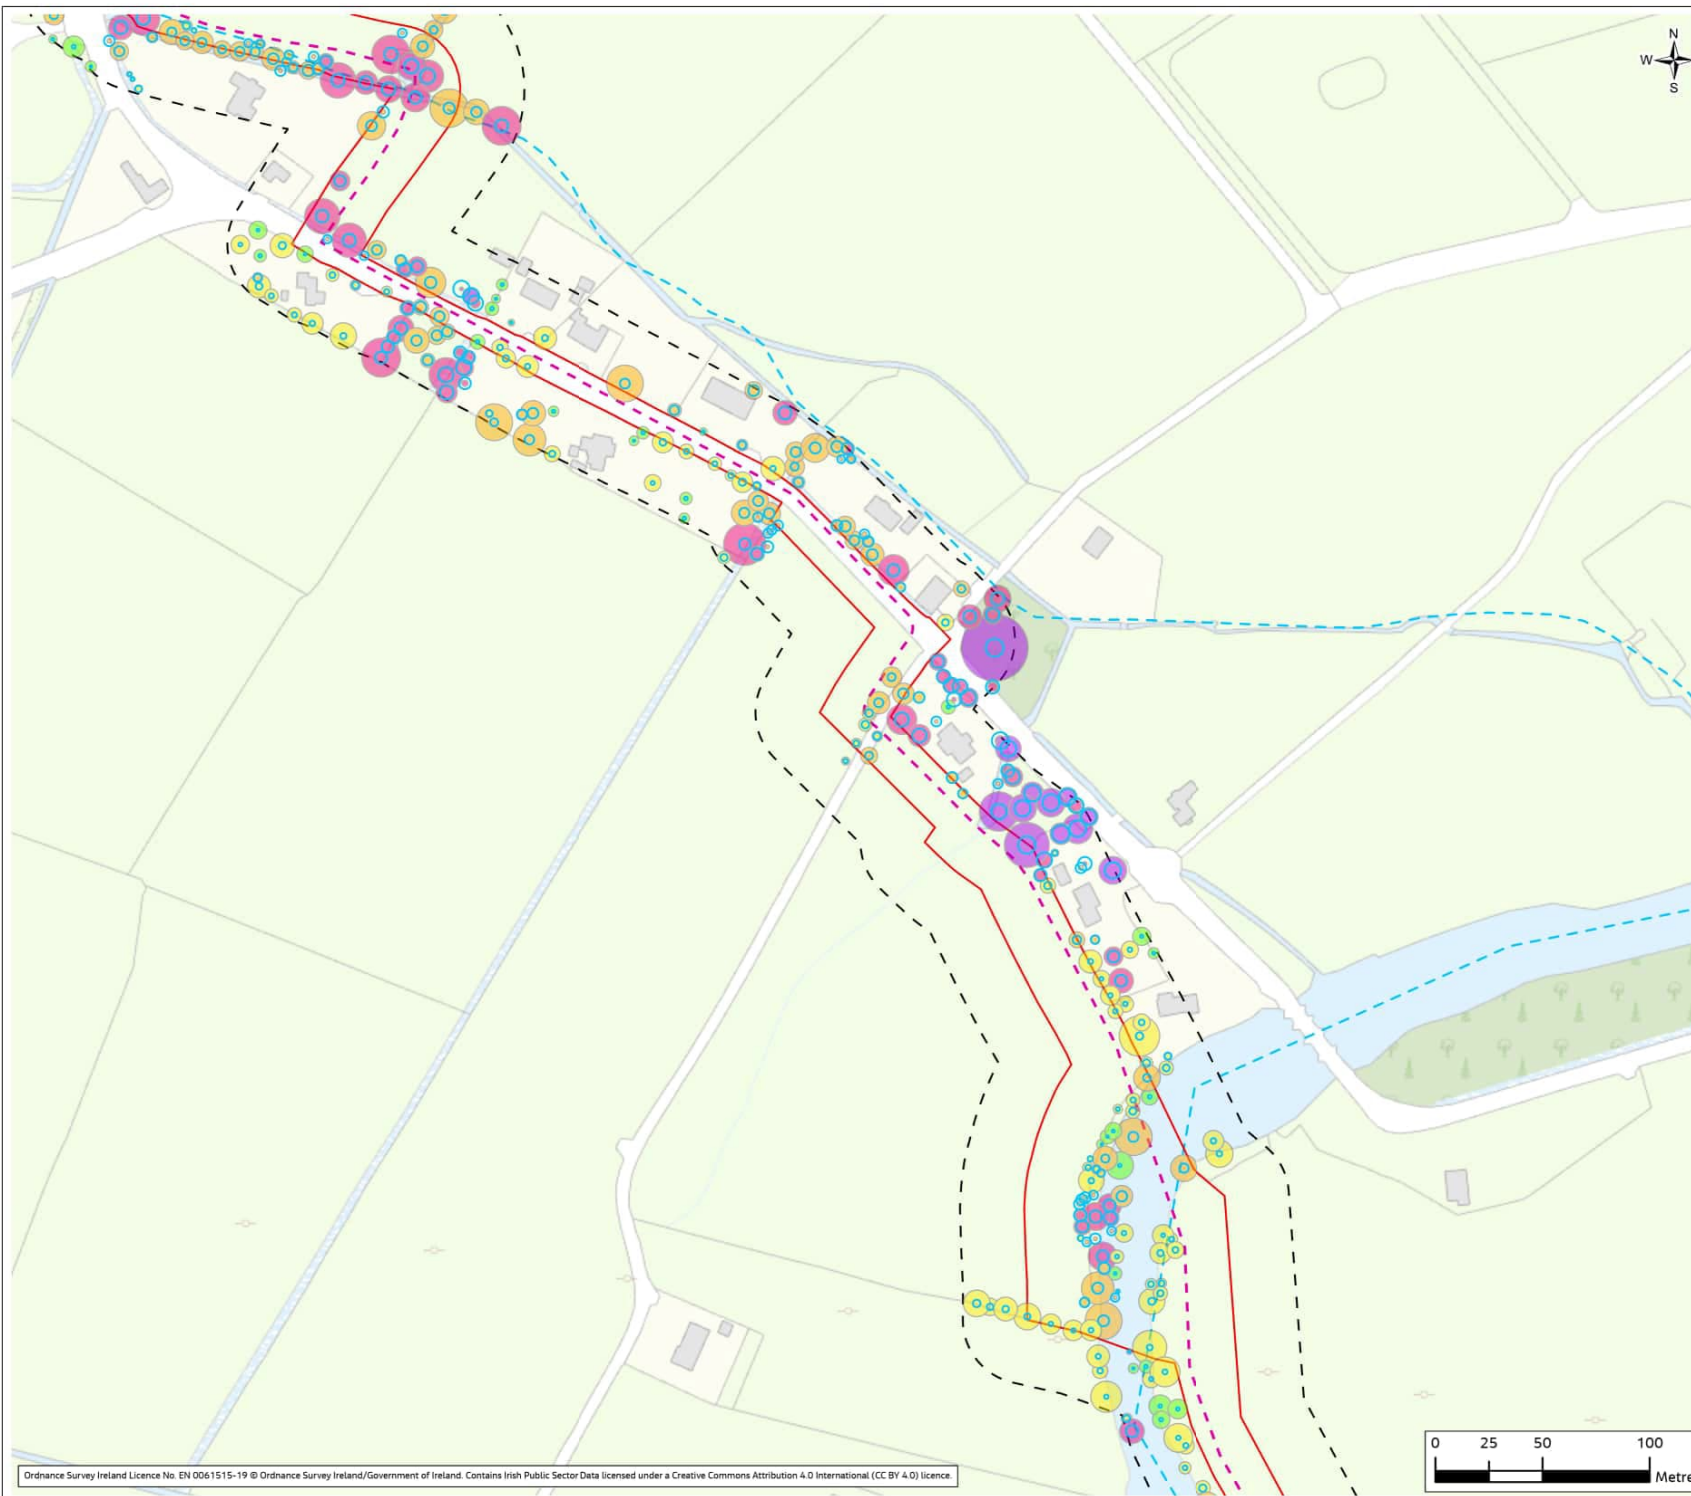 N
W
S
0 25 50 100
Metre
Ordnance Survey Ireland Licence No. EN 0061515-19 © Ordnance Survey Ireland/Government of Ireland. Contains Irish Public Sector Data licensed under a Creative Commons Attribution 4.0 International (CC BY 4.0) licence.